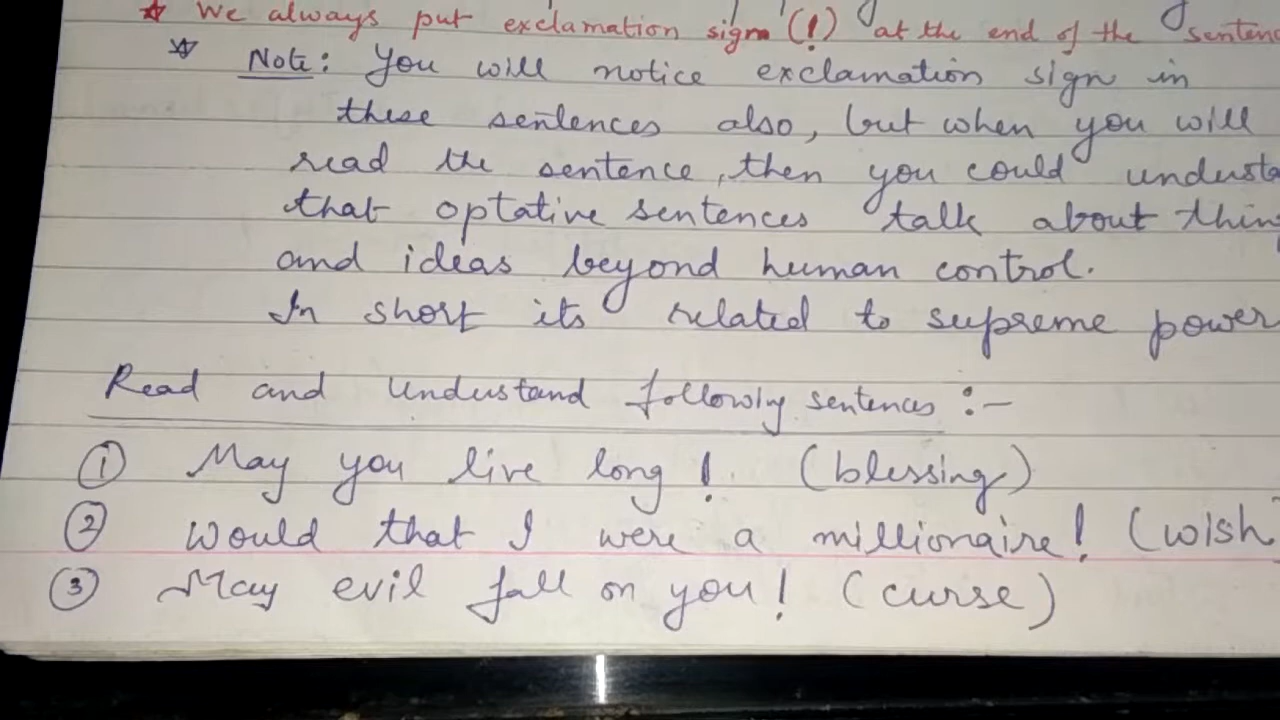 ☆ We always put exclamation sign (!) at the end of the
☆ Note: You will notice exclamation sign in
these sentences also, but when you will
read the sentence, then you could
that optative sentences talk about
and ideas beyond human control.
In short its related to supreme power
Read and understand following sentences :-
① May you live long! (blessing)
② Would that I were a millionaire! (wish
③ May evil fall on you! (curse)